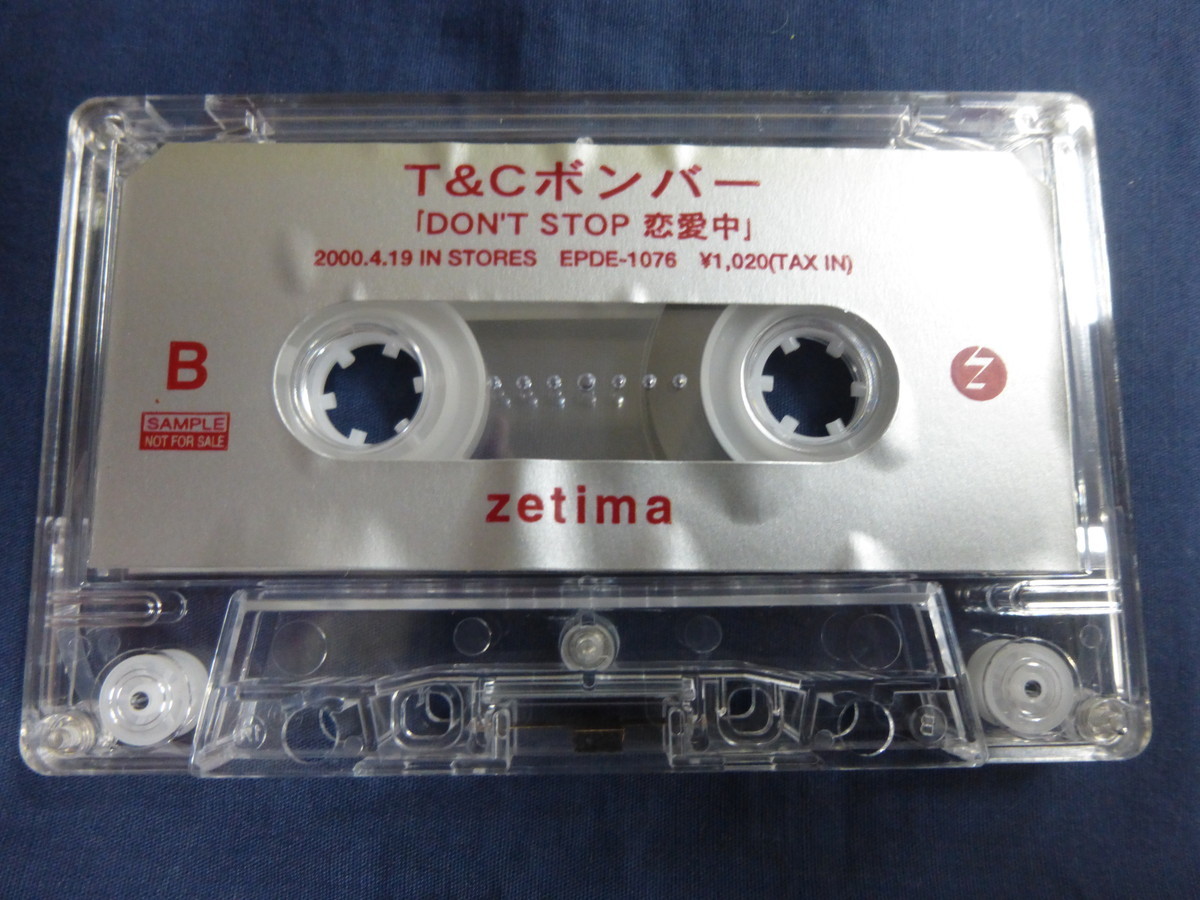 T&Cボンバー
「DON'T STOP 恋愛中」
2000.4.19 IN STORES EPDE-1076 ¥1,020(TAX IN)
B
SAMPLE
NOT FOR SALE
zetima